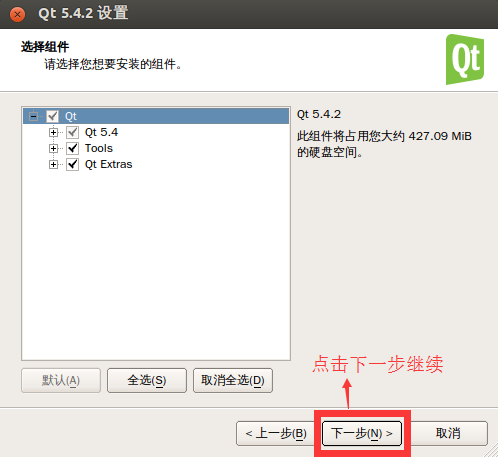 Qt 5.4.2 设置
选择组件
请选择您想要安装的组件。
Qt
Qt
Qt 5.4
Tools
Qt Extras
Qt 5.4.2
此组件将占用您大约 427.09 MiB
的硬盘空间。
点击下一步继续
默认(A)
全选(S)
取消全选(D)
< 上一步(B)
下一步(N) >
取消